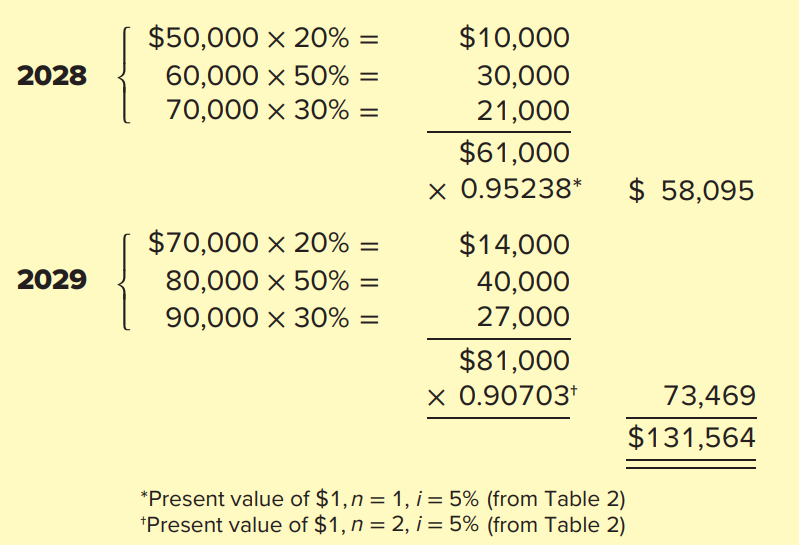 $50,000 × 20% = $10,000
2028 60,000 × 50% = 30,000
70,000 × 30% = 21,000
$61,000
× 0.95238* $ 58,095
$70,000 × 20% = $14,000
2029 80,000 × 50% = 40,000
90,000 × 30% = 27,000
$81,000
× 0.90703† 73,469
$131,564
*Present value of $1, n = 1, i = 5% (from Table 2)
†Present value of $1, n = 2, i = 5% (from Table 2)